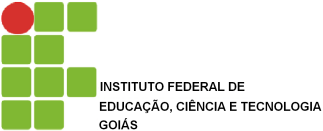 INSTITUTO FEDERAL DE
EDUCAÇÃO, CIÊNCIA E TECNOLOGIA
GOIÁS